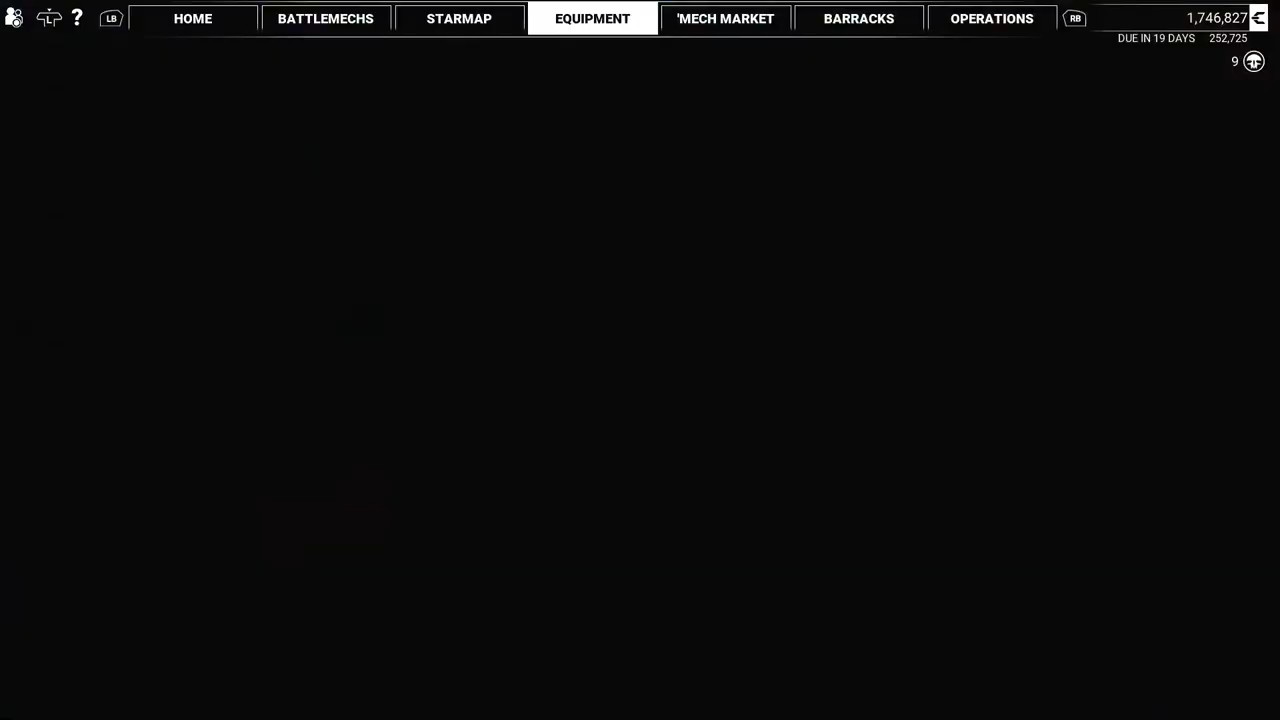 ? LB HOME BATTLEMECHS STARMAP EQUIPMENT 'MECH MARKET BARRACKS OPERATIONS RB 1,746,827
DUE IN 19 DAYS 252,725
9